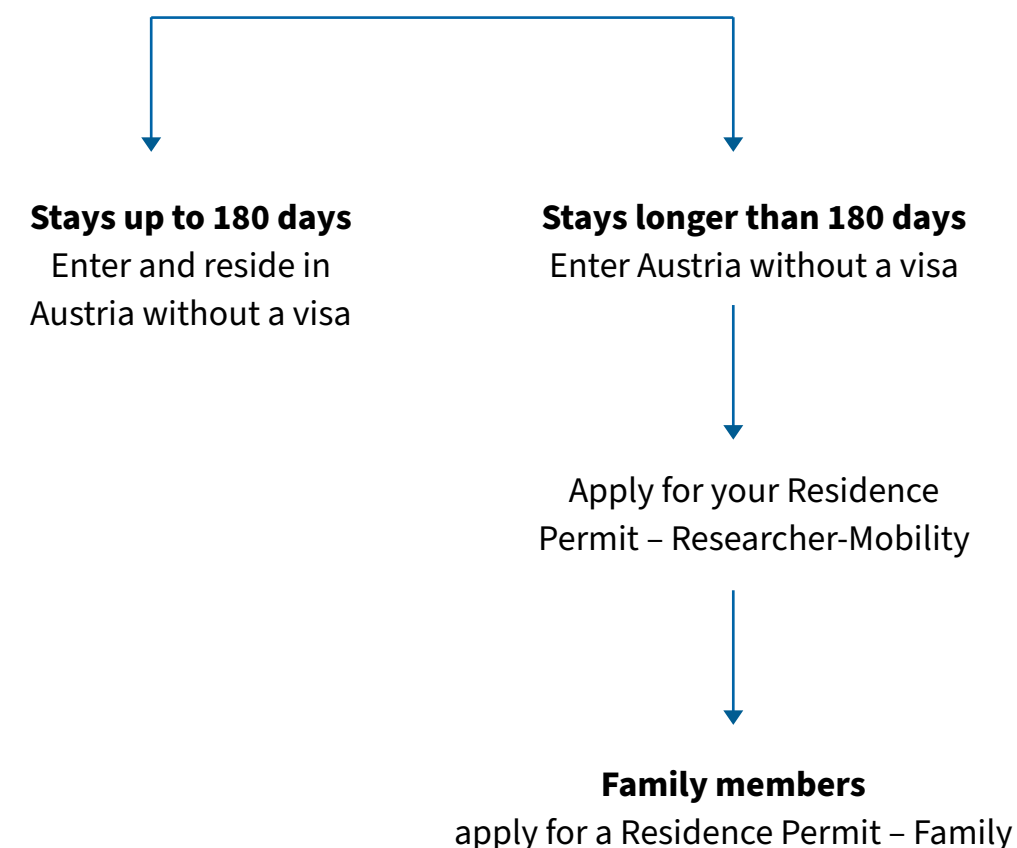 Stays up to 180 days
Enter and reside in
Austria without a visa
Stays longer than 180 days
Enter Austria without a visa
Apply for your Residence
Permit – Researcher-Mobility
Family members
apply for a Residence Permit – Family